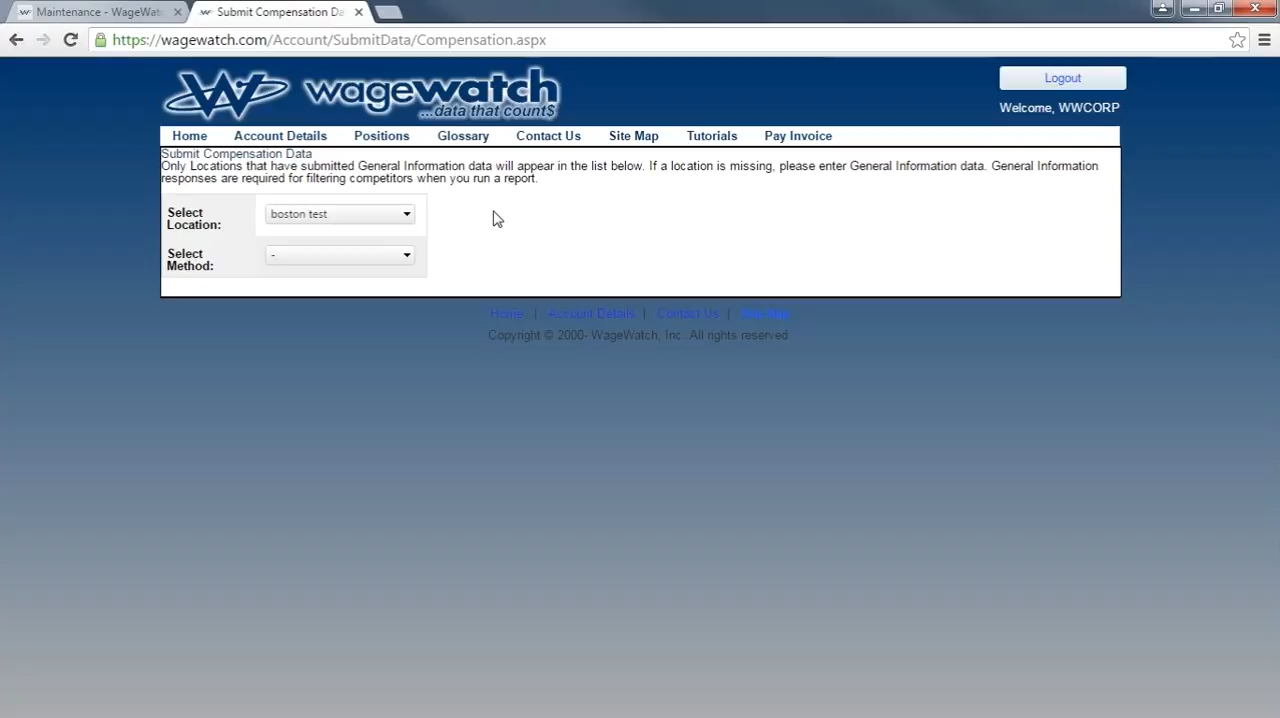 Maintenance - WageWat
Submit Compensation Da
https://wagewatch.com/Account/SubmitData/Compensation.aspx
W wagewatch
...data that count$
Logout
Welcome, WWCORP
Home Account Details Positions Glossary Contact Us Site Map Tutorials Pay Invoice
Submit Compensation Data
Only Locations that have submitted General Information data will appear in the list below. If a location is missing, please enter General Information data. General Information
responses are required for filtering competitors when you run a report.
Select
Location:
boston test
Select
Method:
-
Home | Account Details | Contact Us | Site Map
Copyright © 2000- WageWatch, Inc. All rights reserved